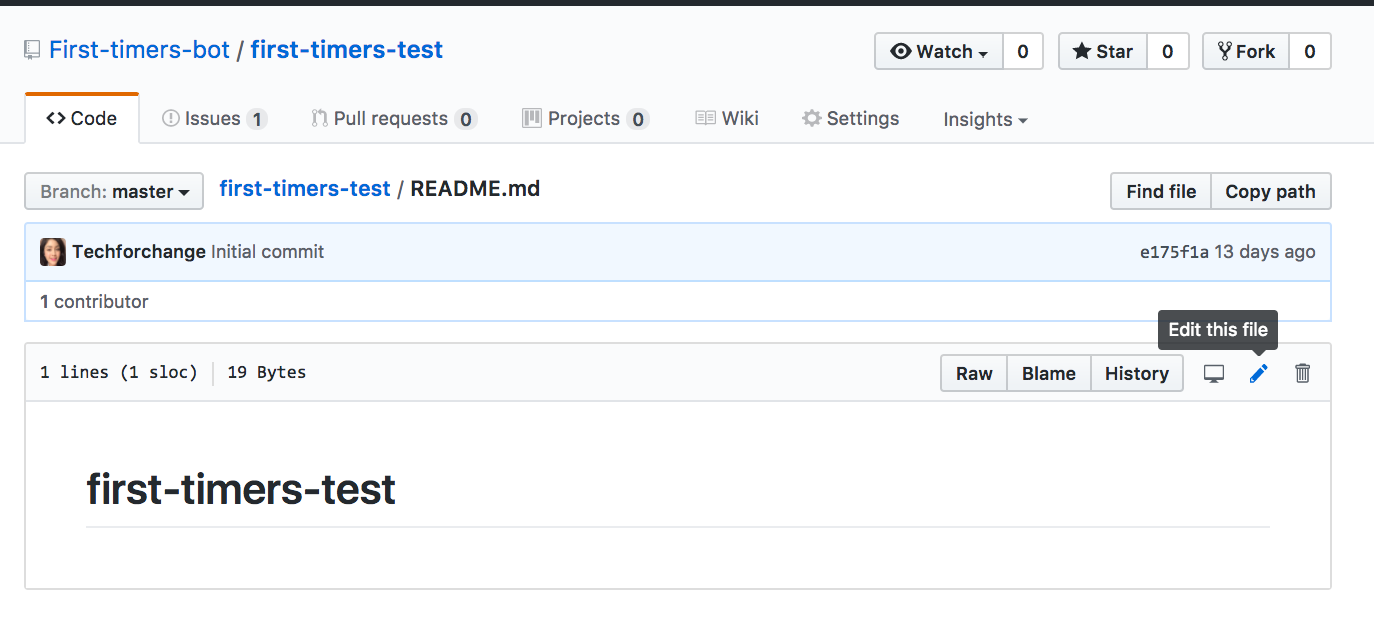 First-timers-bot / first-timers-test
Watch 0 Star 0 Fork 0
Code Issues 1 Pull requests 0 Projects 0 Wiki Settings Insights
Branch: master first-timers-test / README.md Find file Copy path
Techforchange Initial commit e175f1a 13 days ago
1 contributor
Edit this file
1 lines (1 sloc) 19 Bytes Raw Blame History
first-timers-test